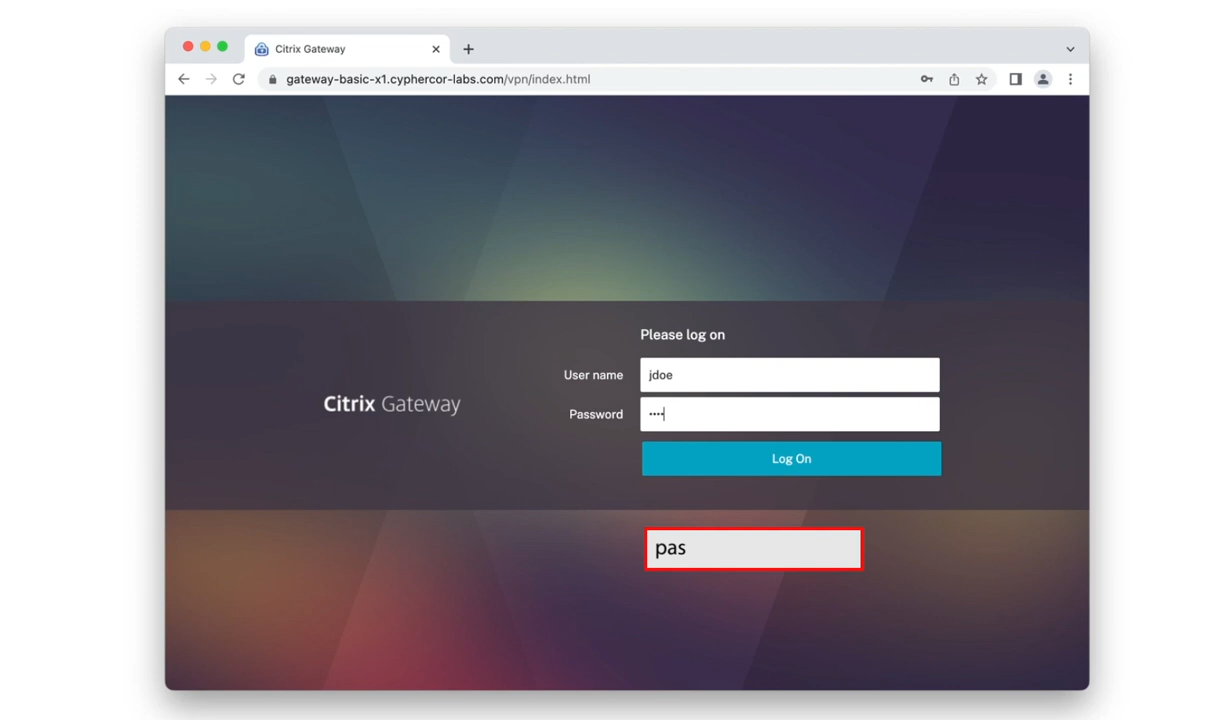 Citrix Gateway
gateway-basic-x1.cyphercor-labs.com/vpn/index.html
Please log on
User name jdoe
Citrix Gateway
Password ••••
Log On
pas